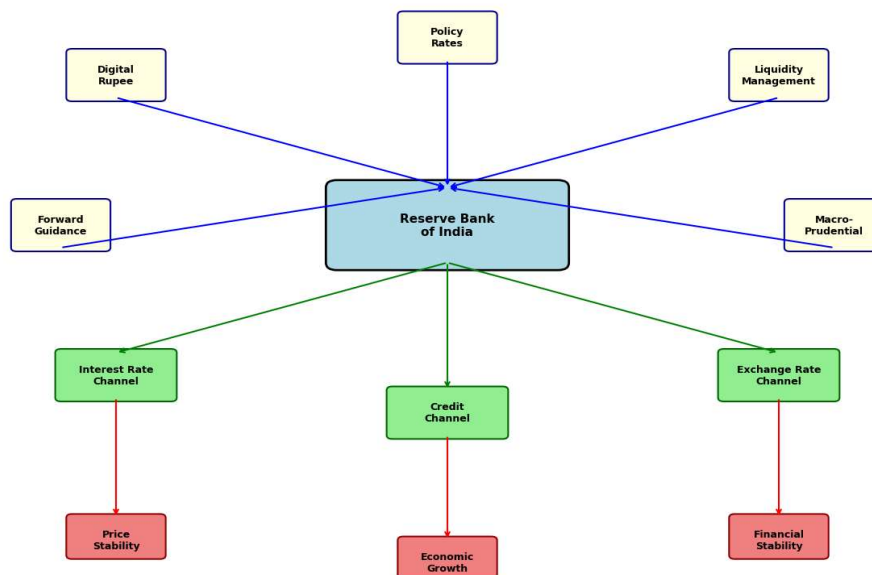 Policy
Rates
Digital
Rupee
Liquidity
Management
Forward
Guidance
Reserve Bank
of India
Macro-
Prudential
Interest Rate
Channel
Credit
Channel
Exchange Rate
Channel
Price
Stability
Economic
Growth
Financial
Stability